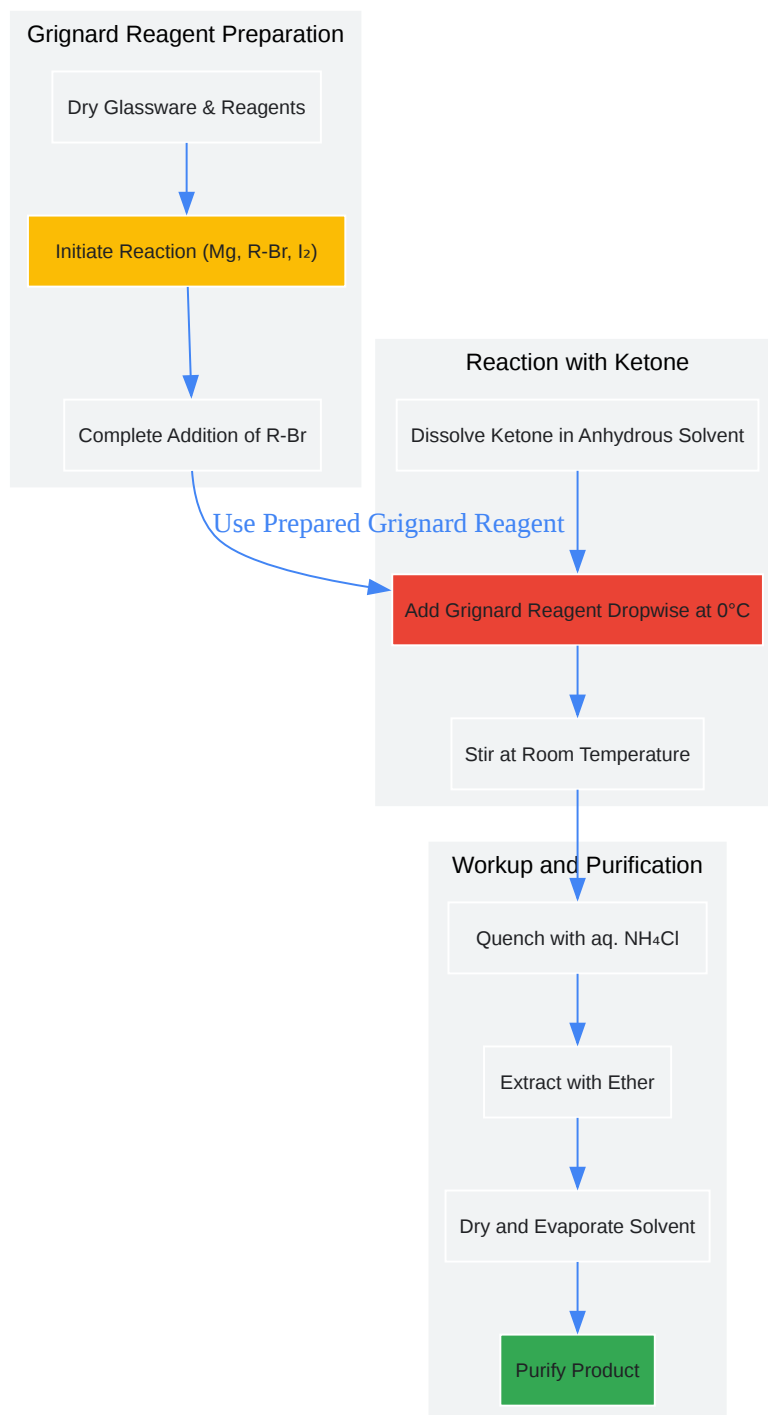 Grignard Reagent Preparation
Dry Glassware & Reagents
Initiate Reaction (Mg, R-Br, I₂)
Complete Addition of R-Br
Use Prepared Grignard Reagent
Reaction with Ketone
Dissolve Ketone in Anhydrous Solvent
Add Grignard Reagent Dropwise at 0°C
Stir at Room Temperature
Workup and Purification
Quench with aq. NH₄Cl
Extract with Ether
Dry and Evaporate Solvent
Purify Product